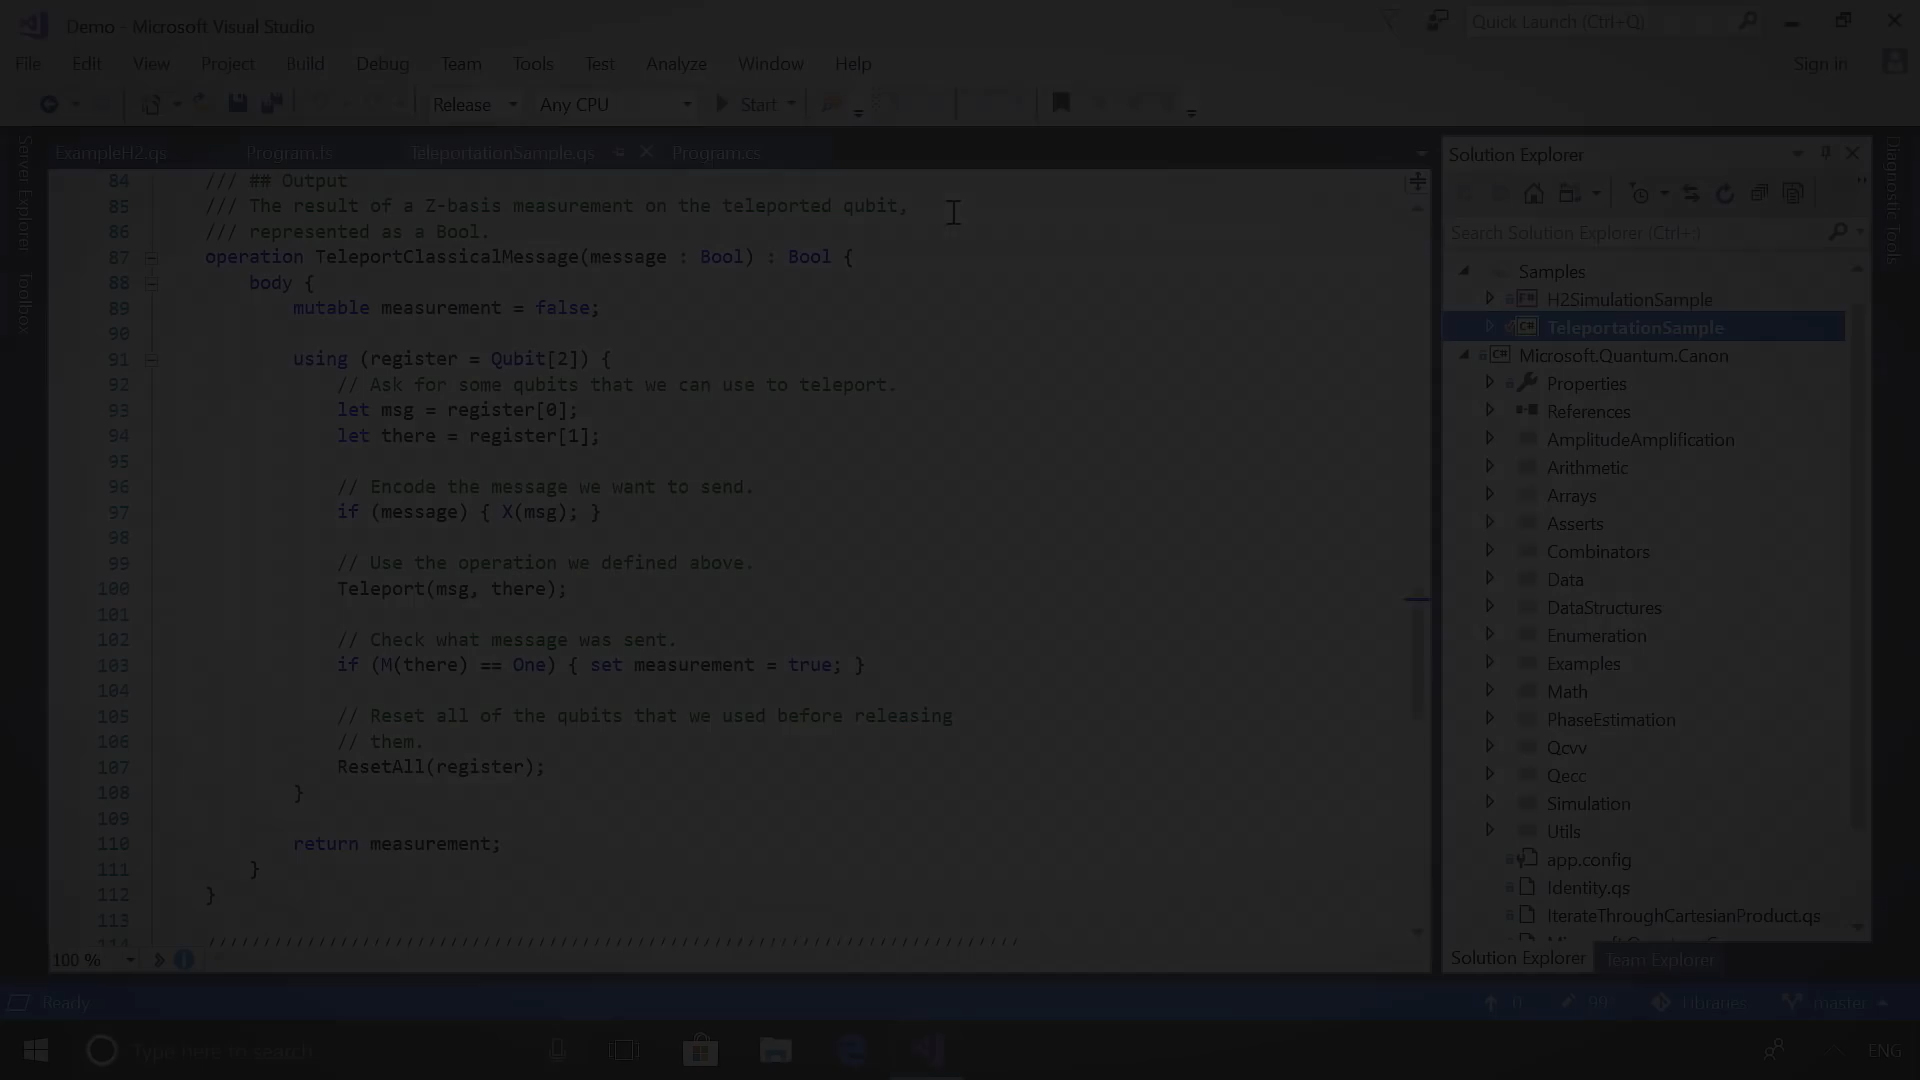 Demo - Microsoft Visual Studio
Quick Launch (Ctrl+Q)
File Edit View Project Build Debug Team Tools Test Analyze Window Help
Sign in
Release Any CPU Start
Server Explorer
Toolbox
ExampleH2.qs Program.fs TeleportationSample.qs Program.cs
84 /// ## Output
85 /// The result of a Z-basis measurement on the teleported qubit,
86 /// represented as a Bool.
87 operation TeleportClassicalMessage(message : Bool) : Bool {
88 body {
89 mutable measurement = false;
90
91 using (register = Qubit[2]) {
92 // Ask for some qubits that we can use to teleport.
93 let msg = register[0];
94 let there = register[1];
95
96 // Encode the message we want to send.
97 if (message) { X(msg); }
98
99 // Use the operation we defined above.
100 Teleport(msg, there);
101
102 // Check what message was sent.
103 if (M(there) == One) { set measurement = true; }
104
105 // Reset all of the qubits that we used before releasing
106 // them.
107 ResetAll(register);
108 }
109
110 return measurement;
111 }
112 }
113
114 //////////////////////////////////////////////////////////////////////////
100 %
Solution Explorer
Search Solution Explorer (Ctrl+;)
Samples
H2SimulationSample
TeleportationSample
Microsoft.Quantum.Canon
Properties
References
AmplitudeAmplification
Arithmetic
Arrays
Asserts
Combinators
Data
DataStructures
Enumeration
Examples
Math
PhaseEstimation
Qcvv
Qecc
Simulation
Utils
app.config
Identity.qs
IterateThroughCartesianProduct.qs
Solution Explorer Team Explorer
Diagnostic Tools
Ready
0 99 Libraries master
Type here to search
ENG